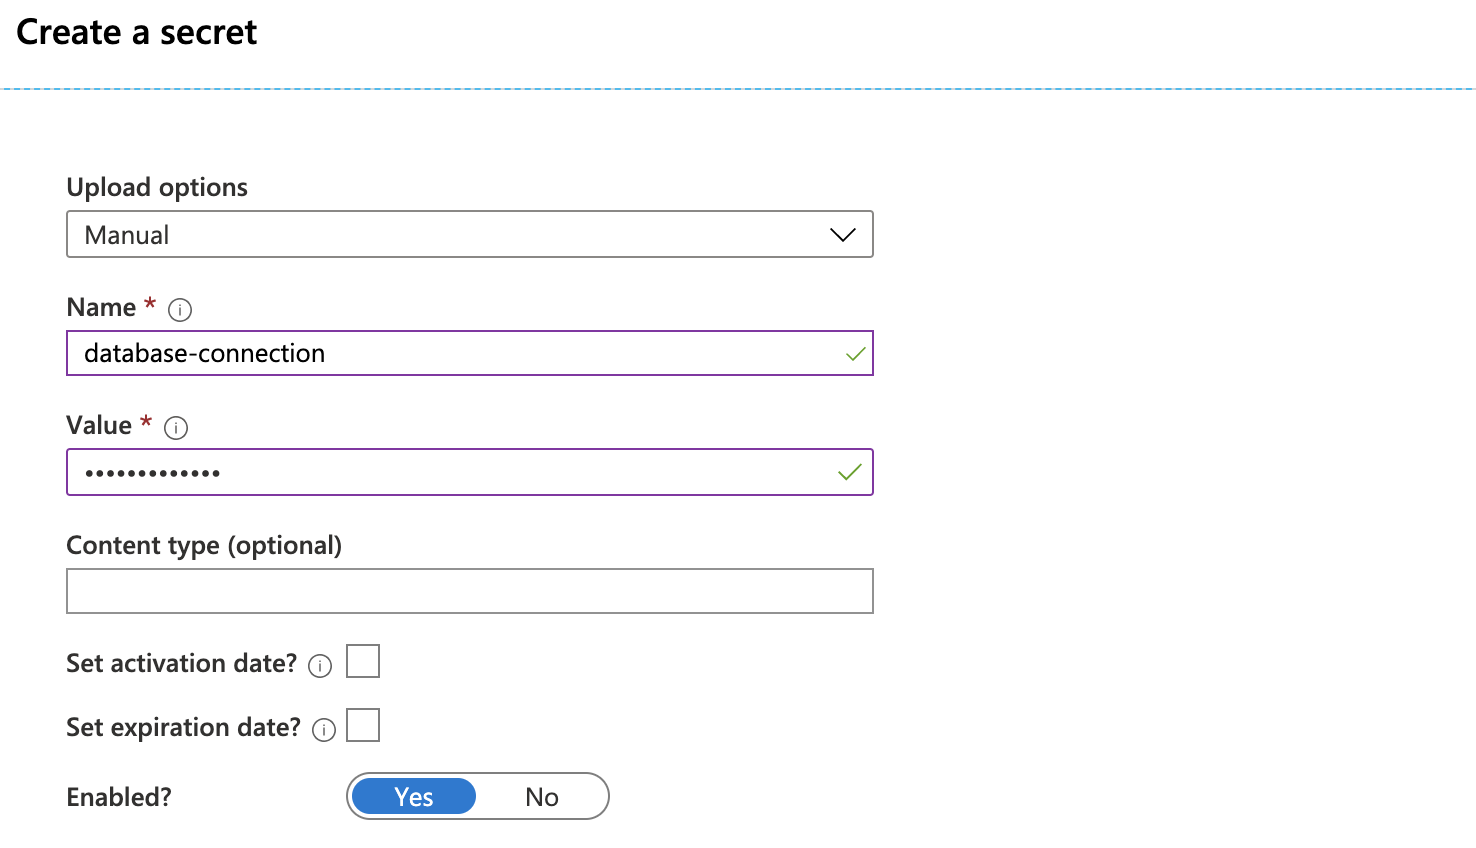 Create a secret
Upload options
Manual
Name *
database-connection
Value *
•••••••••••••
Content type (optional)
Set activation date?
Set expiration date?
Enabled?
Yes No